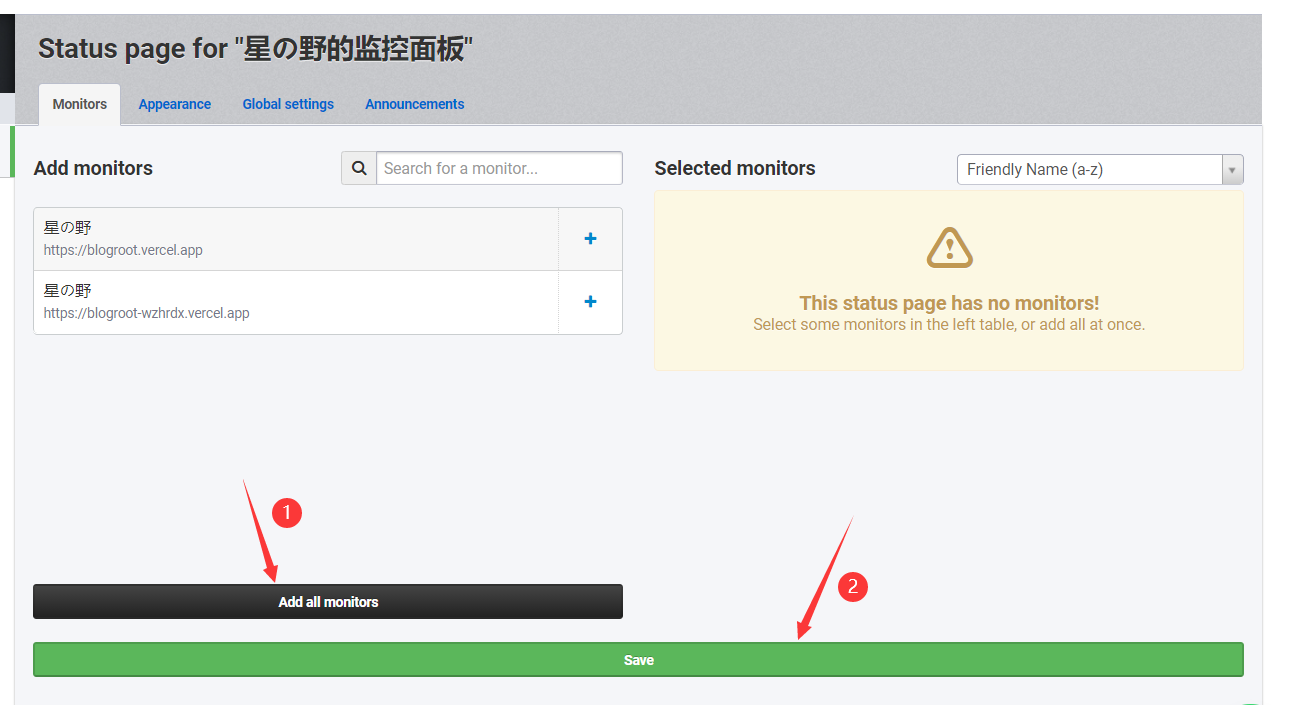 Status page for "星の野的监控面板"
Monitors Appearance Global settings Announcements
Add monitors
Search for a monitor...
星の野
https://blogroot.vercel.app
+
星の野
https://blogroot-wzhrdx.vercel.app
+
Selected monitors
Friendly Name (a-z)
This status page has no monitors!
Select some monitors in the left table, or add all at once.
1
Add all monitors
2
Save